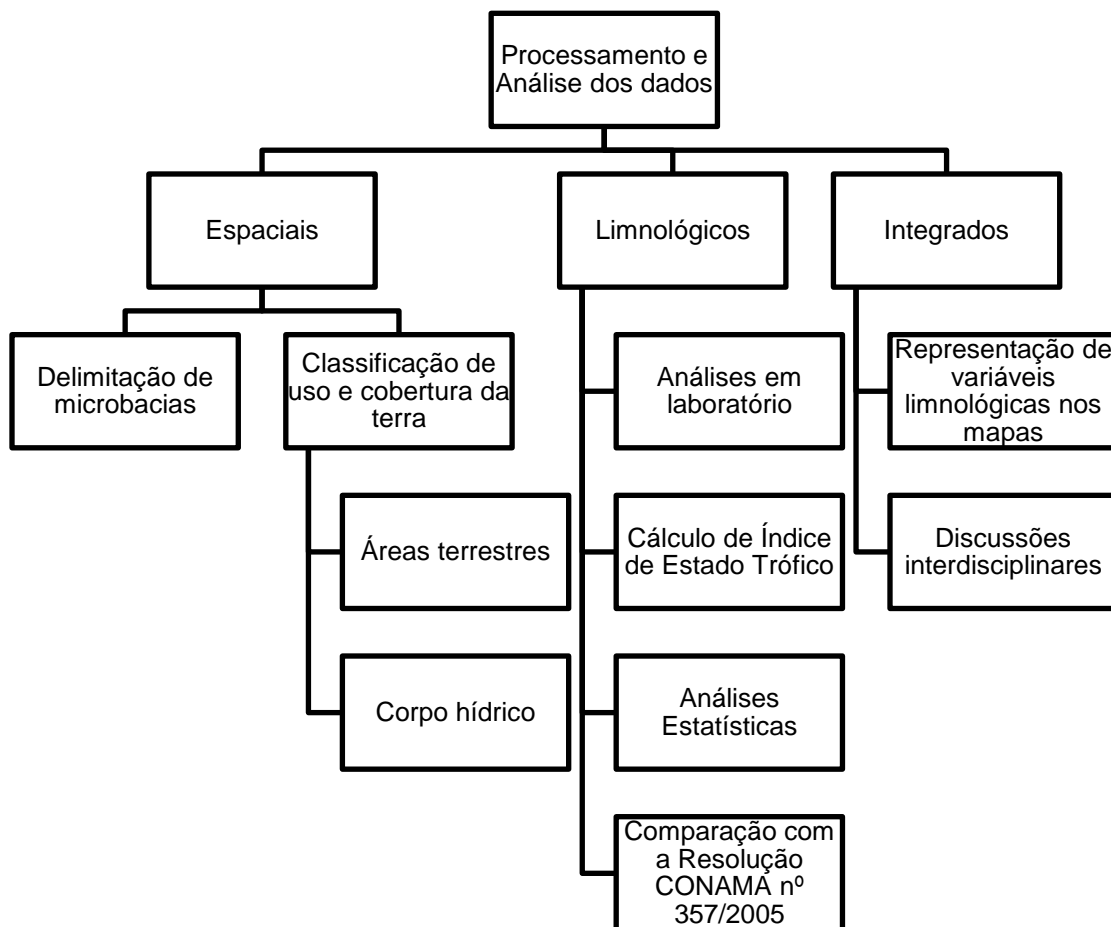 Processamento e
Análise dos dados
Espaciais
Limnológicos
Integrados
Delimitação de
microbacias
Classificação de
uso e cobertura da
terra
Áreas terrestres
Corpo hídrico
Análises em
laboratório
Cálculo de Índice
de Estado Trófico
Análises
Estatísticas
Comparação com
a Resolução
CONAMA nº
357/2005
Representação de
variáveis
limnológicas nos
mapas
Discussões
interdisciplinares